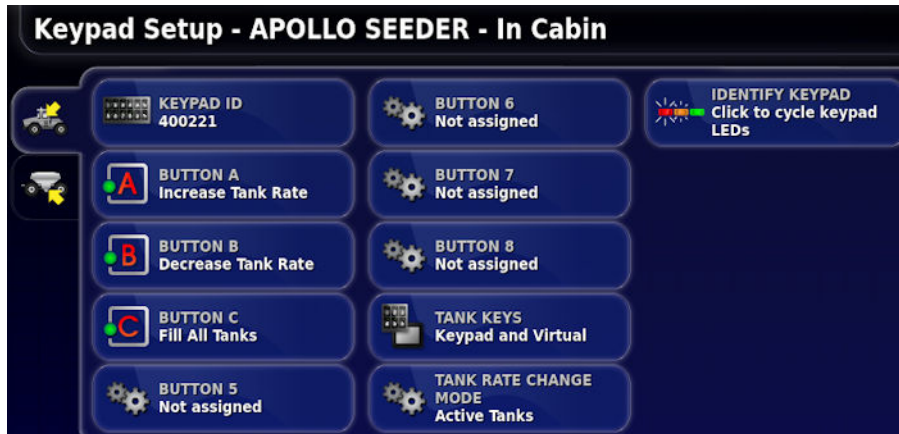 Keypad Setup - APOLLO SEEDER - In Cabin
KEYPAD ID
400221
A
BUTTON A
Increase Tank Rate
B
BUTTON B
Decrease Tank Rate
C
BUTTON C
Fill All Tanks
BUTTON 5
Not assigned
BUTTON 6
Not assigned
BUTTON 7
Not assigned
BUTTON 8
Not assigned
TANK KEYS
Keypad and Virtual
TANK RATE CHANGE
MODE
Active Tanks
IDENTIFY KEYPAD
Click to cycle keypad
LEDs